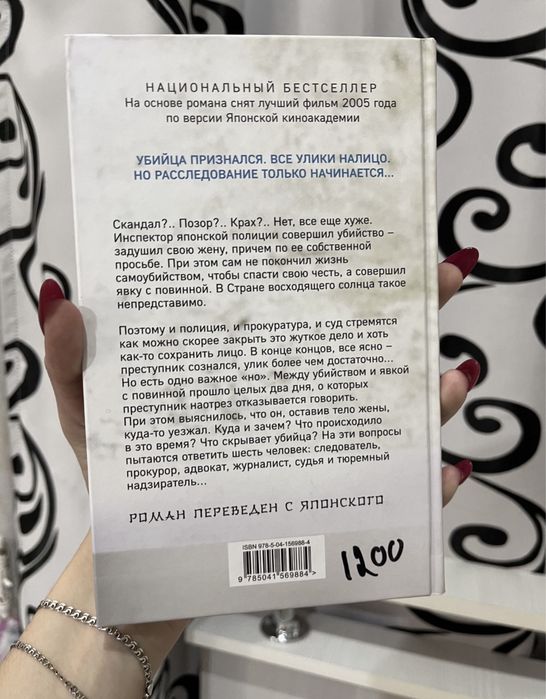 НАЦИОНАЛЬНЫЙ БЕСТСЕЛЛЕР
На основе романа снят лучший фильм 2005 года
по версии Японской киноакадемии
УБИЙЦА ПРИЗНАЛСЯ. ВСЕ УЛИКИ НАЛИЦО.
НО РАССЛЕДОВАНИЕ ТОЛЬКО НАЧИНАЕТСЯ...
Скандал?.. Позор?.. Крах?.. Нет, все еще хуже.
Инспектор японской полиции совершил убийство –
задушил свою жену, причем по ее собственной
просьбе. При этом сам не покончил жизнь
самоубийством, чтобы спасти свою честь, а совершил
явку с повинной. В Стране восходящего солнца такое
непредставимо.
Поэтому и полиция, и прокуратура, и суд стремятся
как можно скорее закрыть это жуткое дело и хоть
как-то сохранить лицо. В конце концов, все ясно –
преступник сознался, улик более чем достаточно...
Но есть одно важное «но». Между убийством и явкой
с повинной прошло целых два дня, о которых
преступник наотрез отказывается говорить.
При этом выяснилось, что он, оставив тело жены,
куда-то уезжал. Куда и зачем? Что происходило
в это время? Что скрывает убийца? На эти вопросы
пытаются ответить шесть человек: следователь,
прокурор, адвокат, журналист, судья и тюремный
надзиратель...
РОМАН ПЕРЕВЕДЕН С ЯПОНСКОГО
ISBN 978-5-04-156988-4
9 785041 569884 >
1200